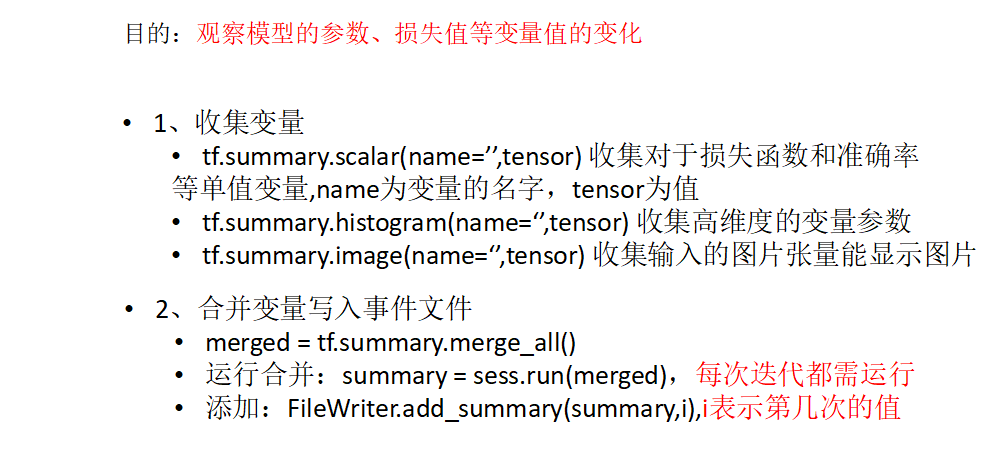 目的：观察模型的参数、损失值等变量值的变化
• 1、收集变量
• tf.summary.scalar(name=’’,tensor) 收集对于损失函数和准确率
等单值变量,name为变量的名字，tensor为值
• tf.summary.histogram(name=‘’,tensor) 收集高维度的变量参数
• tf.summary.image(name=‘’,tensor) 收集输入的图片张量能显示图片
• 2、合并变量写入事件文件
• merged = tf.summary.merge_all()
• 运行合并：summary = sess.run(merged)，每次迭代都需运行
• 添加：FileWriter.add_summary(summary,i),i表示第几次的值